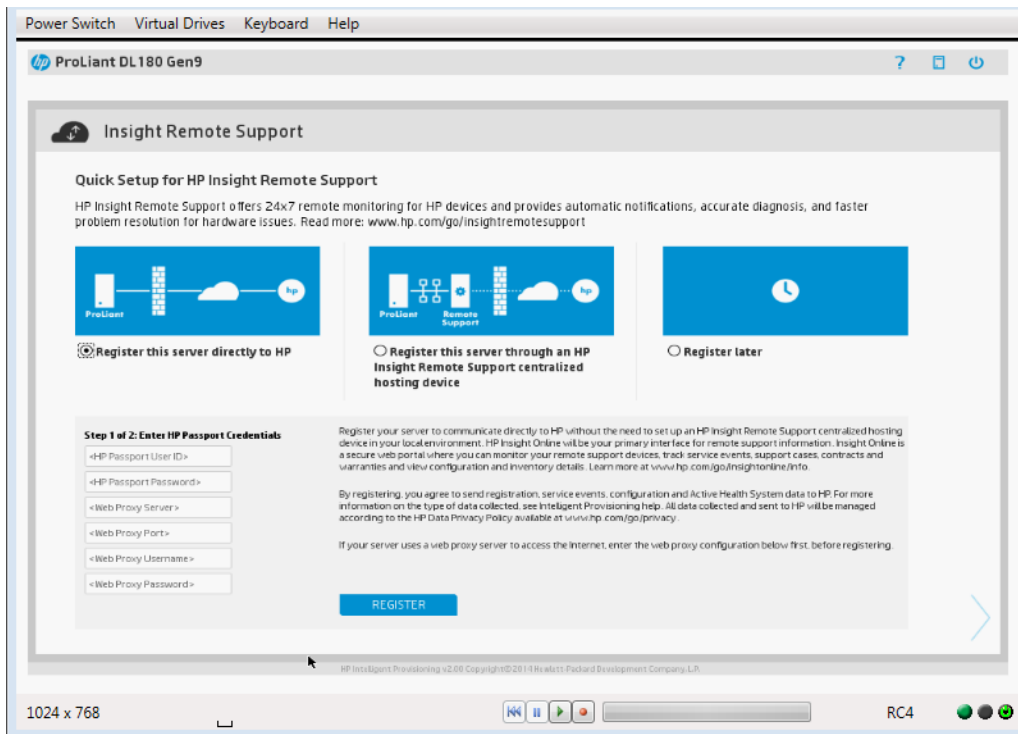 Power Switch Virtual Drives Keyboard Help
hp ProLiant DL180 Gen9 ?
Insight Remote Support
Quick Setup for HP Insight Remote Support
HP Insight Remote Support offers 24x7 remote monitoring for HP devices and provides automatic notifications, accurate diagnosis, and faster
problem resolution for hardware issues. Read more: www.hp.com/go/insightremotesupport
ProLiant hp
ProLiant Remote Support hp
Register this server directly to HP
Register this server through an HP
Insight Remote Support centralized
hosting device
Register later
Step 1 of 2: Enter HP Passport Credentials
<HP Passport User ID>
<HP Passport Password>
<Web Proxy Server>
<Web Proxy Port>
<Web Proxy Username>
<Web Proxy Password>
Register your server to communicate directly to HP without the need to set up an HP Insight Remote Support centralized hosting
device in your local environment. HP Insight Online will be your primary interface for remote support information. Insight Online is
a secure web portal where you can monitor your remote support devices, track service events, support cases, contracts and
warranties and view configuration and inventory details. Learn more at www.hp.com/go/insightonline/info.
By registering, you agree to send registration, service events, configuration and Active Health System data to HP. For more
information on the type of data collected, see Intelligent Provisioning help. All data collected and sent to HP will be managed
according to the HP Data Privacy Policy available at www.hp.com/go/privacy.
If your server uses a web proxy server to access the Internet, enter the web proxy configuration below first, before registering.
REGISTER
HP Intelligent Provisioning v2.00 Copyright©2014 Hewlett-Packard Development Company, L.P.
1024 x 768 RC4